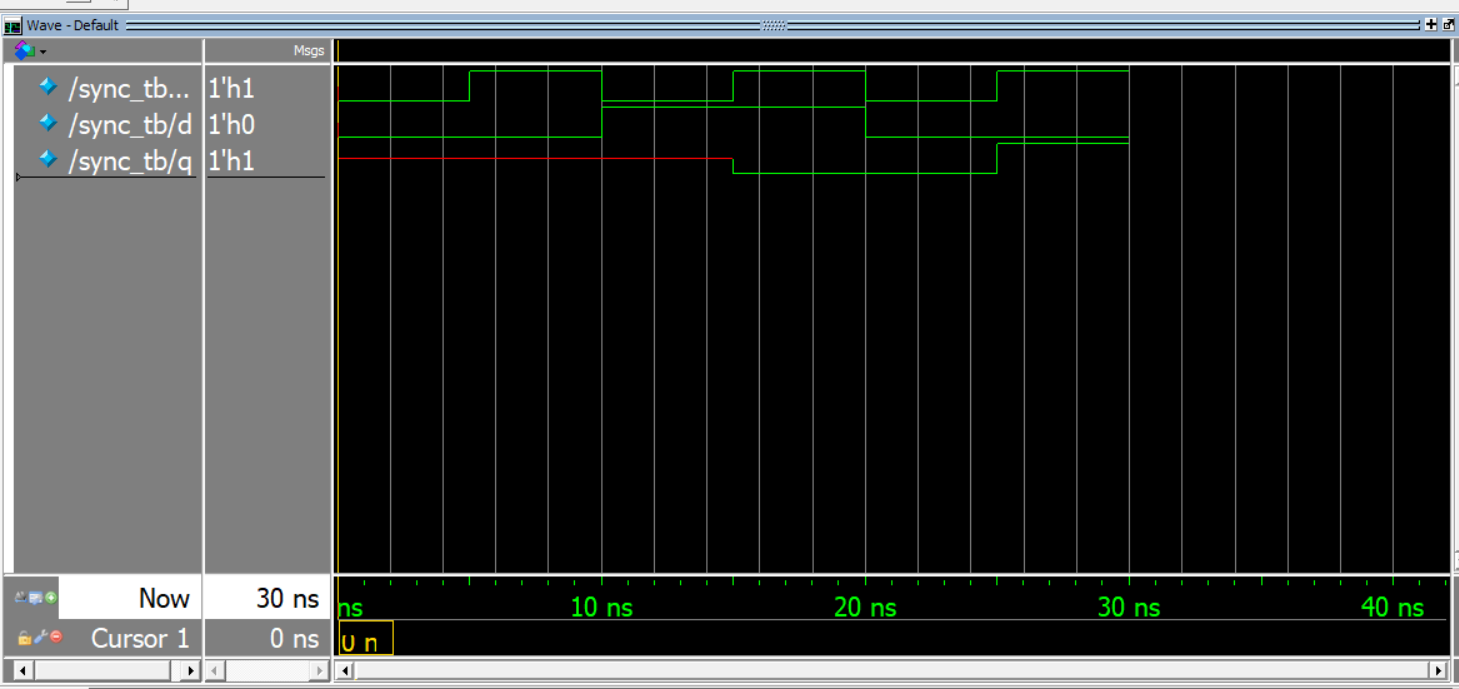 Wave - Default
Msgs
/sync_tb... 1'h1
/sync_tb/d 1'h0
/sync_tb/q 1'h1
Now 30 ns ns 10 ns 20 ns 30 ns 40 ns
Cursor 1 0 ns 0 n